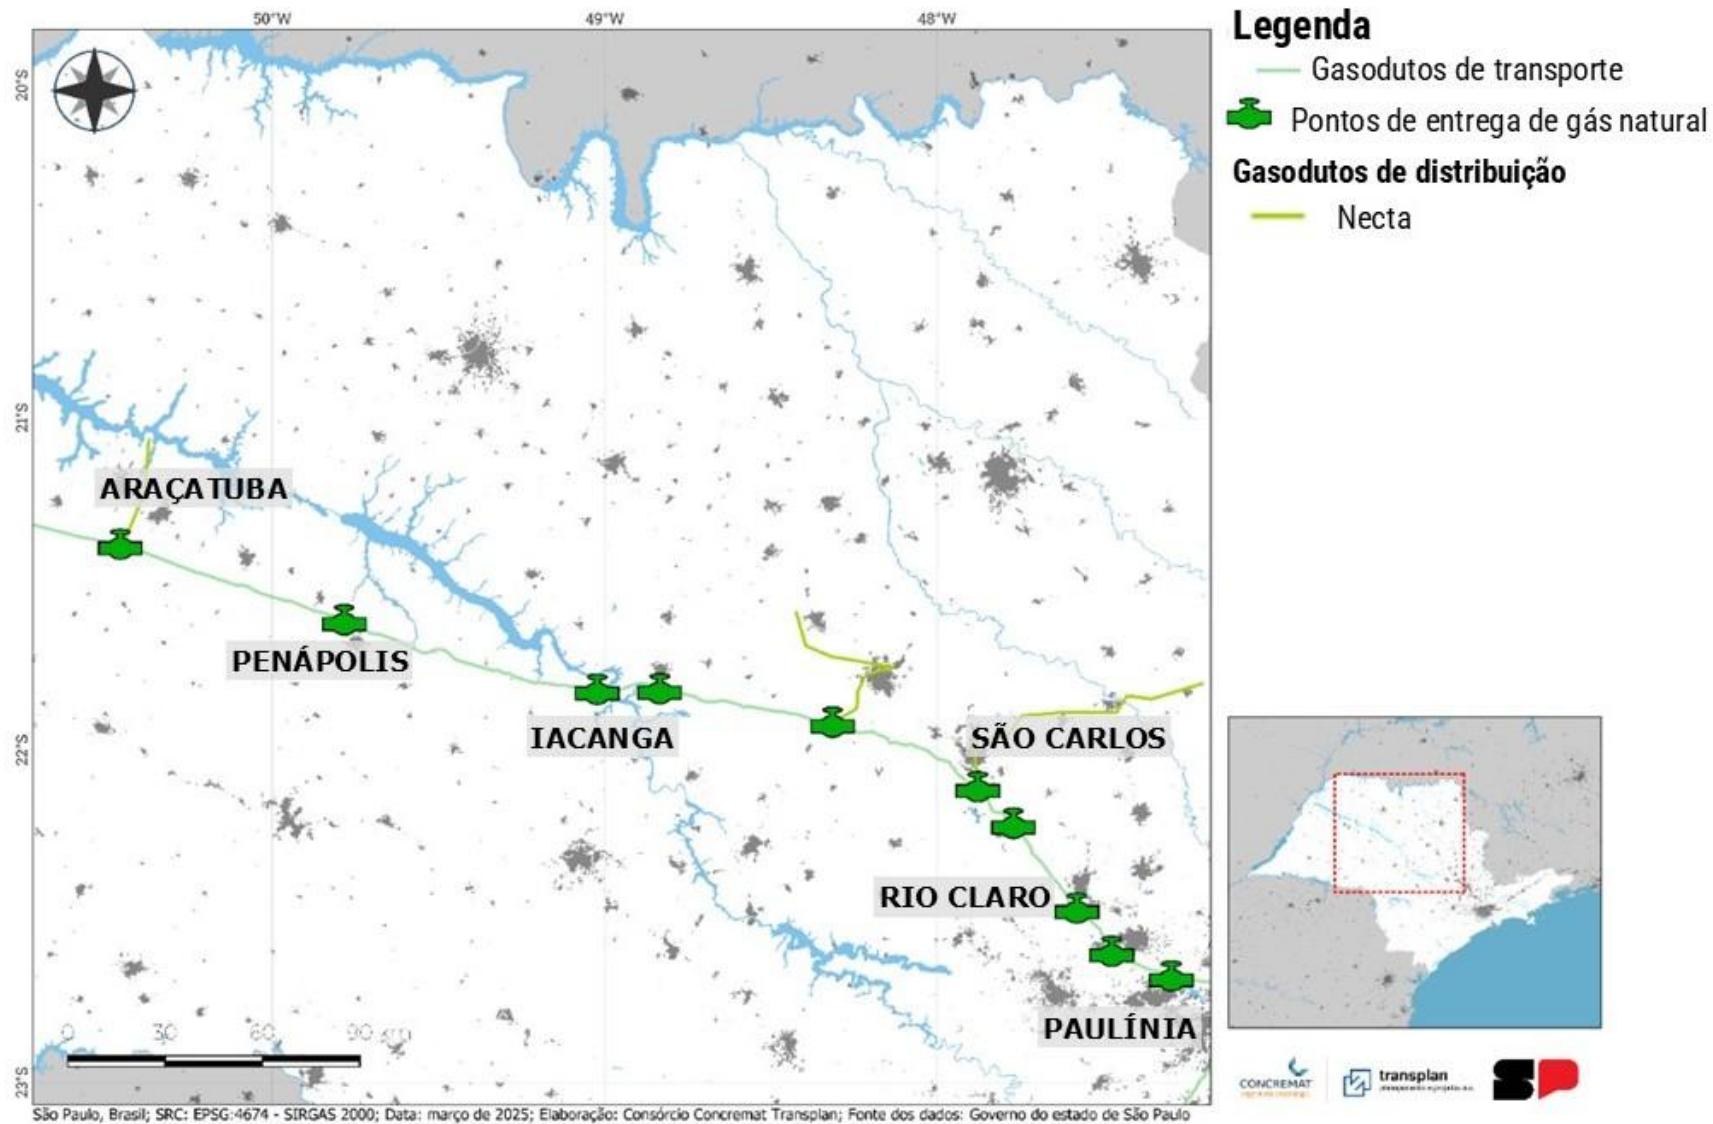 50°W
49°W
48°W
20°S
21°S
22°S
23°S
ARAÇATUBA
PENÁPOLIS
IACANGA
SÃO CARLOS
RIO CLARO
PAULÍNIA
0 30 60 90 km
São Paulo, Brasil; SRC: EPSG:4674 - SIRGAS 2000; Data: março de 2025; Elaboração: Consórcio Concremat Transplan; Fonte dos dados: Governo do estado de São Paulo
Legenda
Gasodutos de transporte
Pontos de entrega de gás natural
Gasodutos de distribuição
Necta
CONCREMAT
transplan
SP